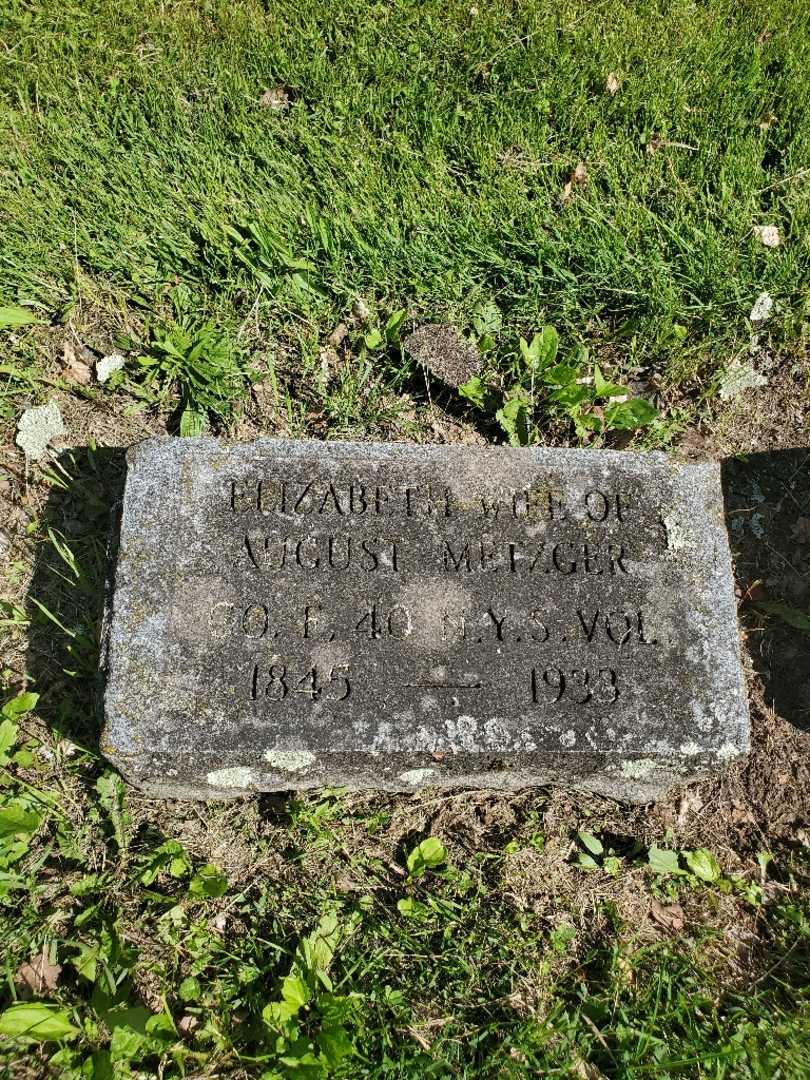 ELIZABETH WIFE OF
AUGUST METZGER
CO. F. 40 N.Y.S. VOL.
1845 — 1933